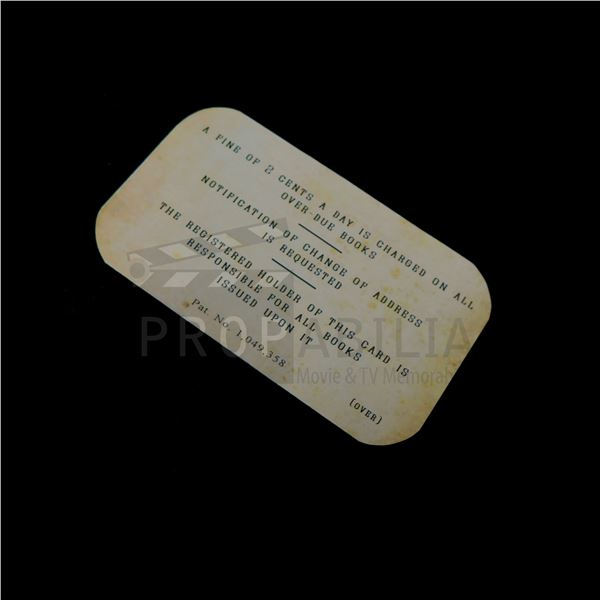 A FINE OF 2 CENTS A DAY IS CHARGED ON ALL
OVER-DUE BOOKS
NOTIFICATION OF CHANGE OF ADDRESS
IS REQUESTED
THE REGISTERED HOLDER OF THIS CARD IS
RESPONSIBLE FOR ALL BOOKS
ISSUED UPON IT
Pat. No. 1,049,358
(OVER)
PROPABILIA
Movie & TV Memorab